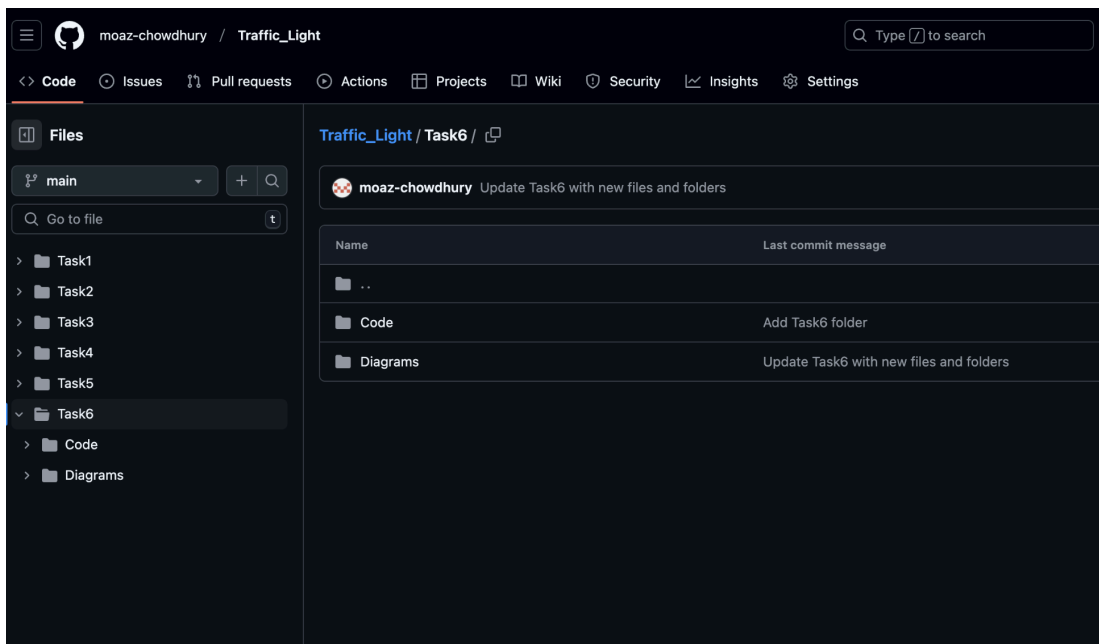 moaz-chowdhury / Traffic_Light
Type / to search
Code Issues Pull requests Actions Projects Wiki Security Insights Settings
Files
main
Go to file t
Task1
Task2
Task3
Task4
Task5
Task6
Code
Diagrams
Traffic_Light / Task6 /
moaz-chowdhury Update Task6 with new files and folders
Name Last commit message
..
Code Add Task6 folder
Diagrams Update Task6 with new files and folders